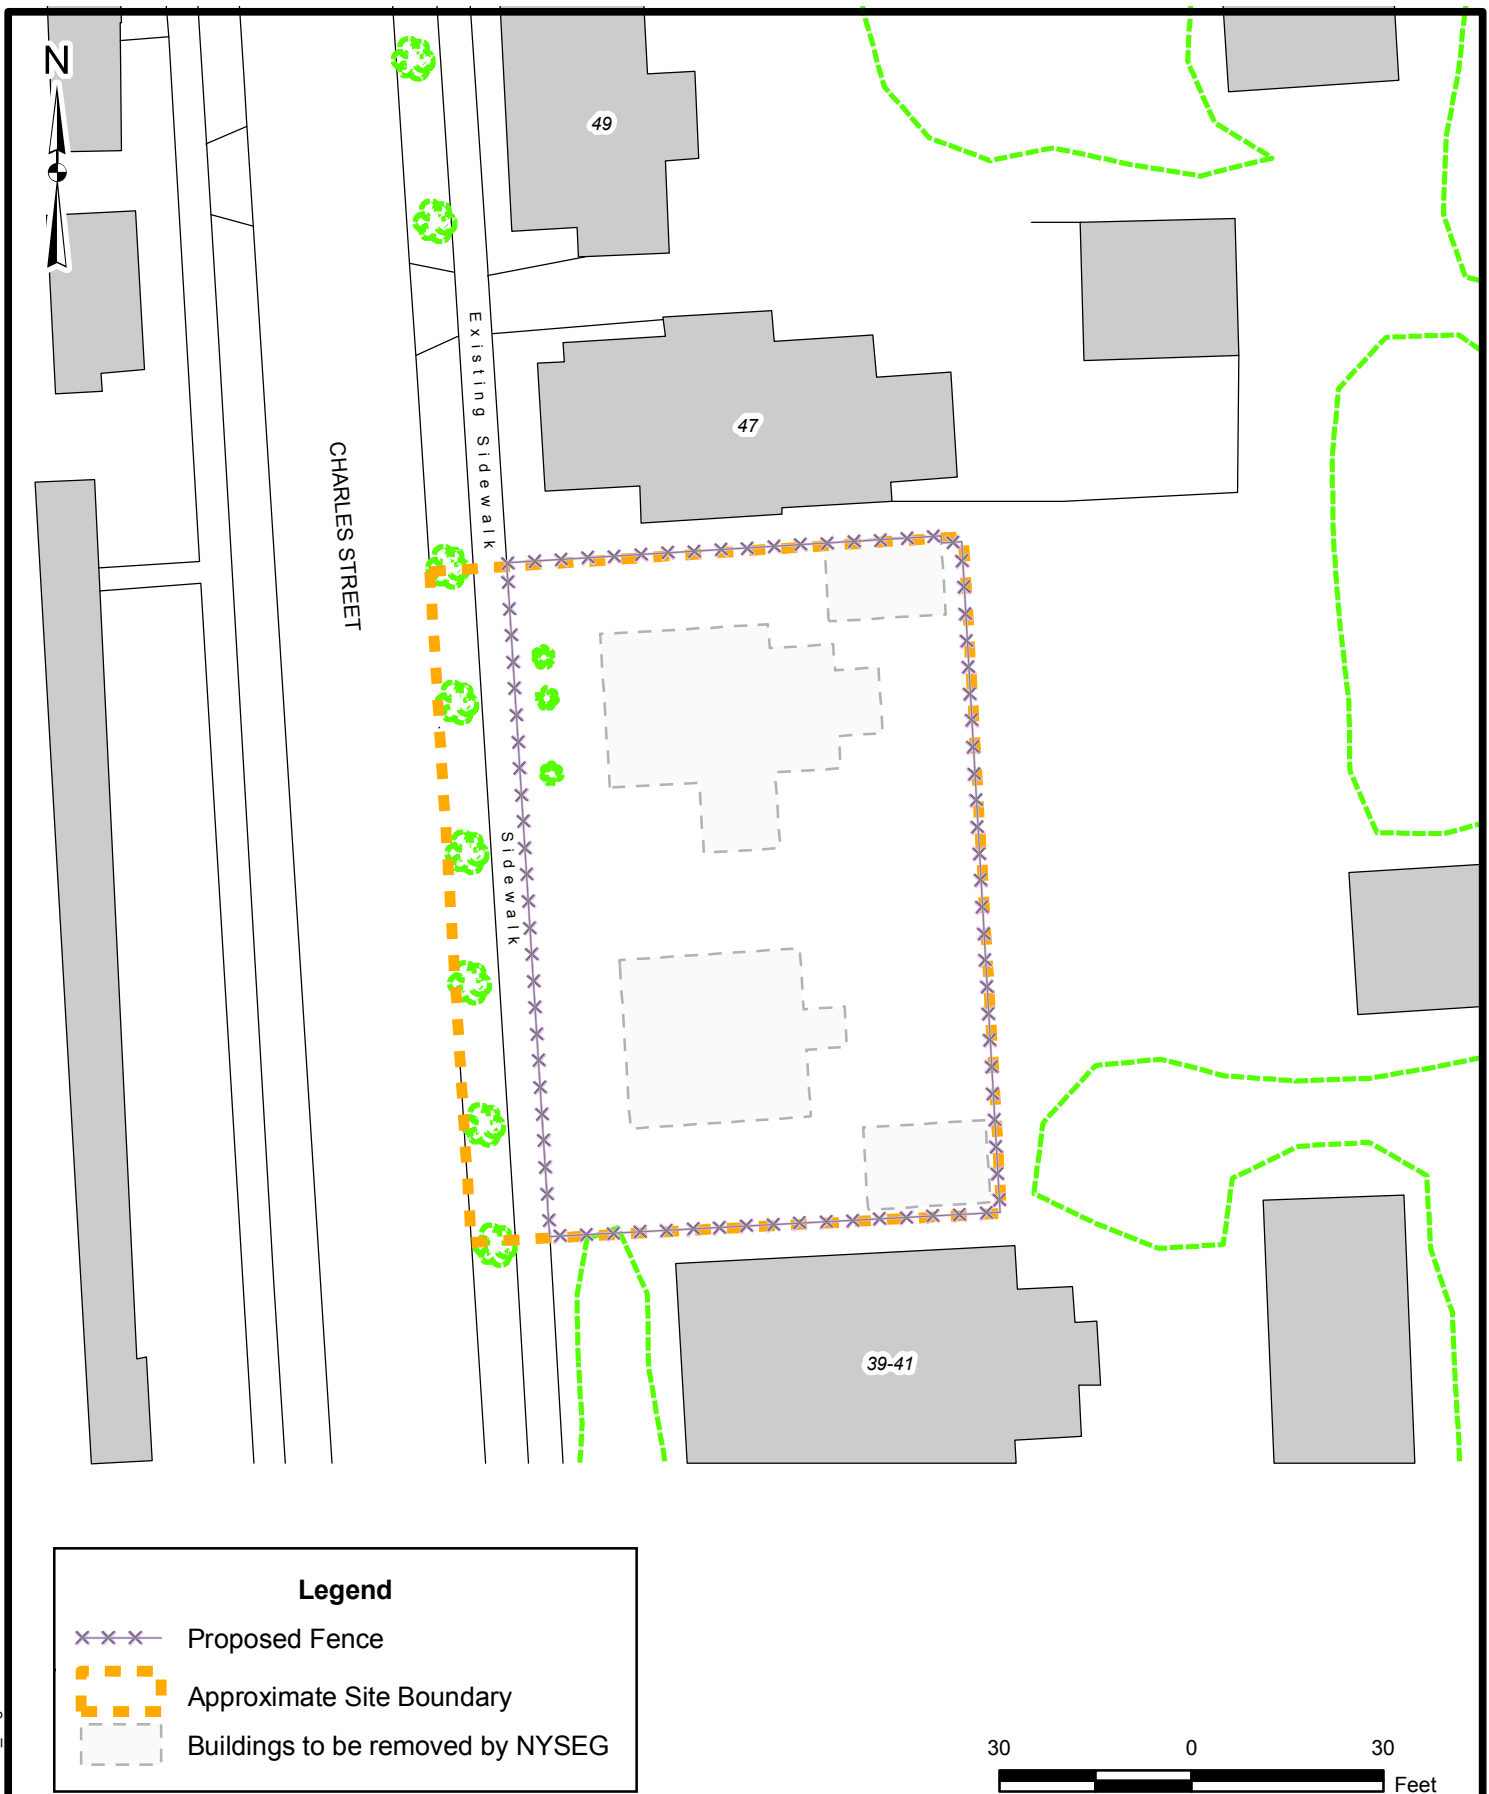 N
49
Existing Sidewalk
47
CHARLES STREET
Sidewalk
39-41
Legend
Proposed Fence
Approximate Site Boundary
Buildings to be removed by NYSEG
30 0 30
Feet